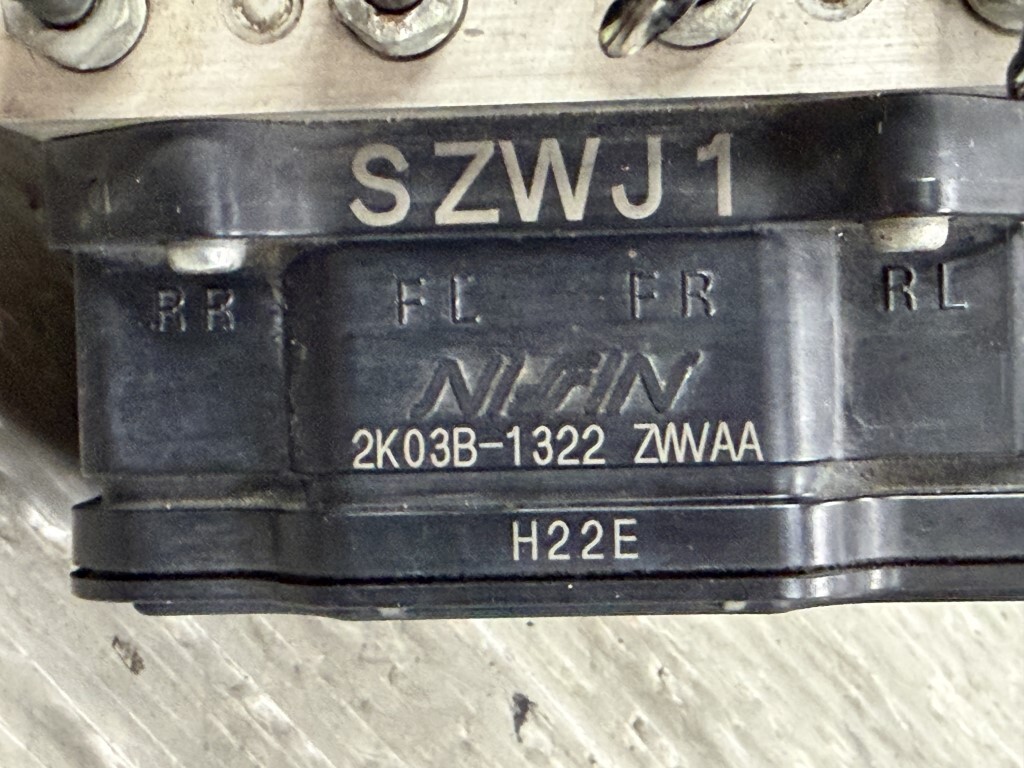 SZWJ1
RR FL FR RL
NISSIN
2K03B-1322 ZWVAA
H22E